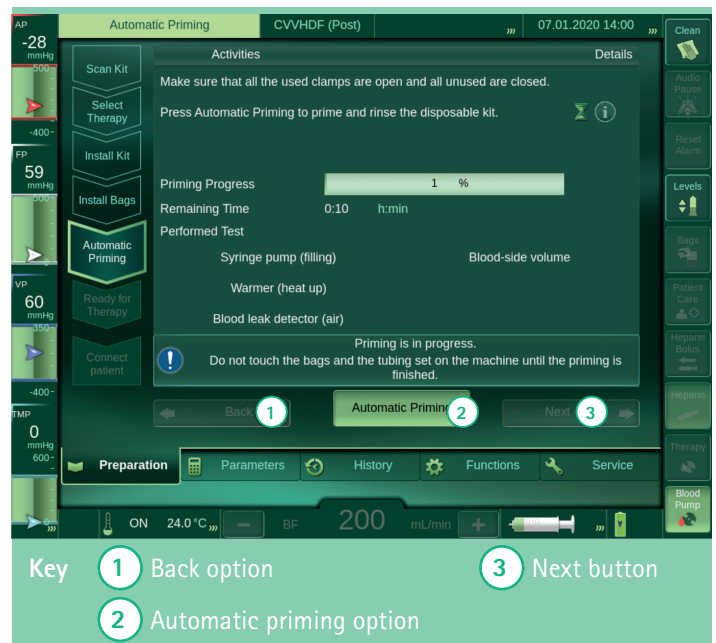 AP
-28
mmHg
500-
-400-
FP
59
mmHg
500-
0-
VP
60
mmHg
350-
-400-
TMP
0
mmHg
600-
0-
Automatic Priming
CVVHDF (Post)
07.01.2020 14:00
Scan Kit
Select
Therapy
Install Kit
Install Bags
Automatic
Priming
Ready for
Therapy
Connect
patient
Activities
Details
Make sure that all the used clamps are open and all unused are closed.
Press Automatic Priming to prime and rinse the disposable kit.
i
Priming Progress
1 %
Remaining Time 0:10 h:min
Performed Test
Syringe pump (filling)
Blood-side volume
Warmer (heat up)
Blood leak detector (air)
!
Priming is in progress.
Do not touch the bags and the tubing set on the machine until the priming is
finished.
Back 1
Automatic Priming 2
Next 3
Preparation
Parameters
History
Functions
Service
ON 24.0 °C
BF 200 mL/min
Clean
Audio
Pause
Reset
Alarm
Levels
Bags
Patient
Care
Heparin
Bolus
Heparin
Therapy
Blood
Pump
Key
1 Back option
3 Next button
2 Automatic priming option